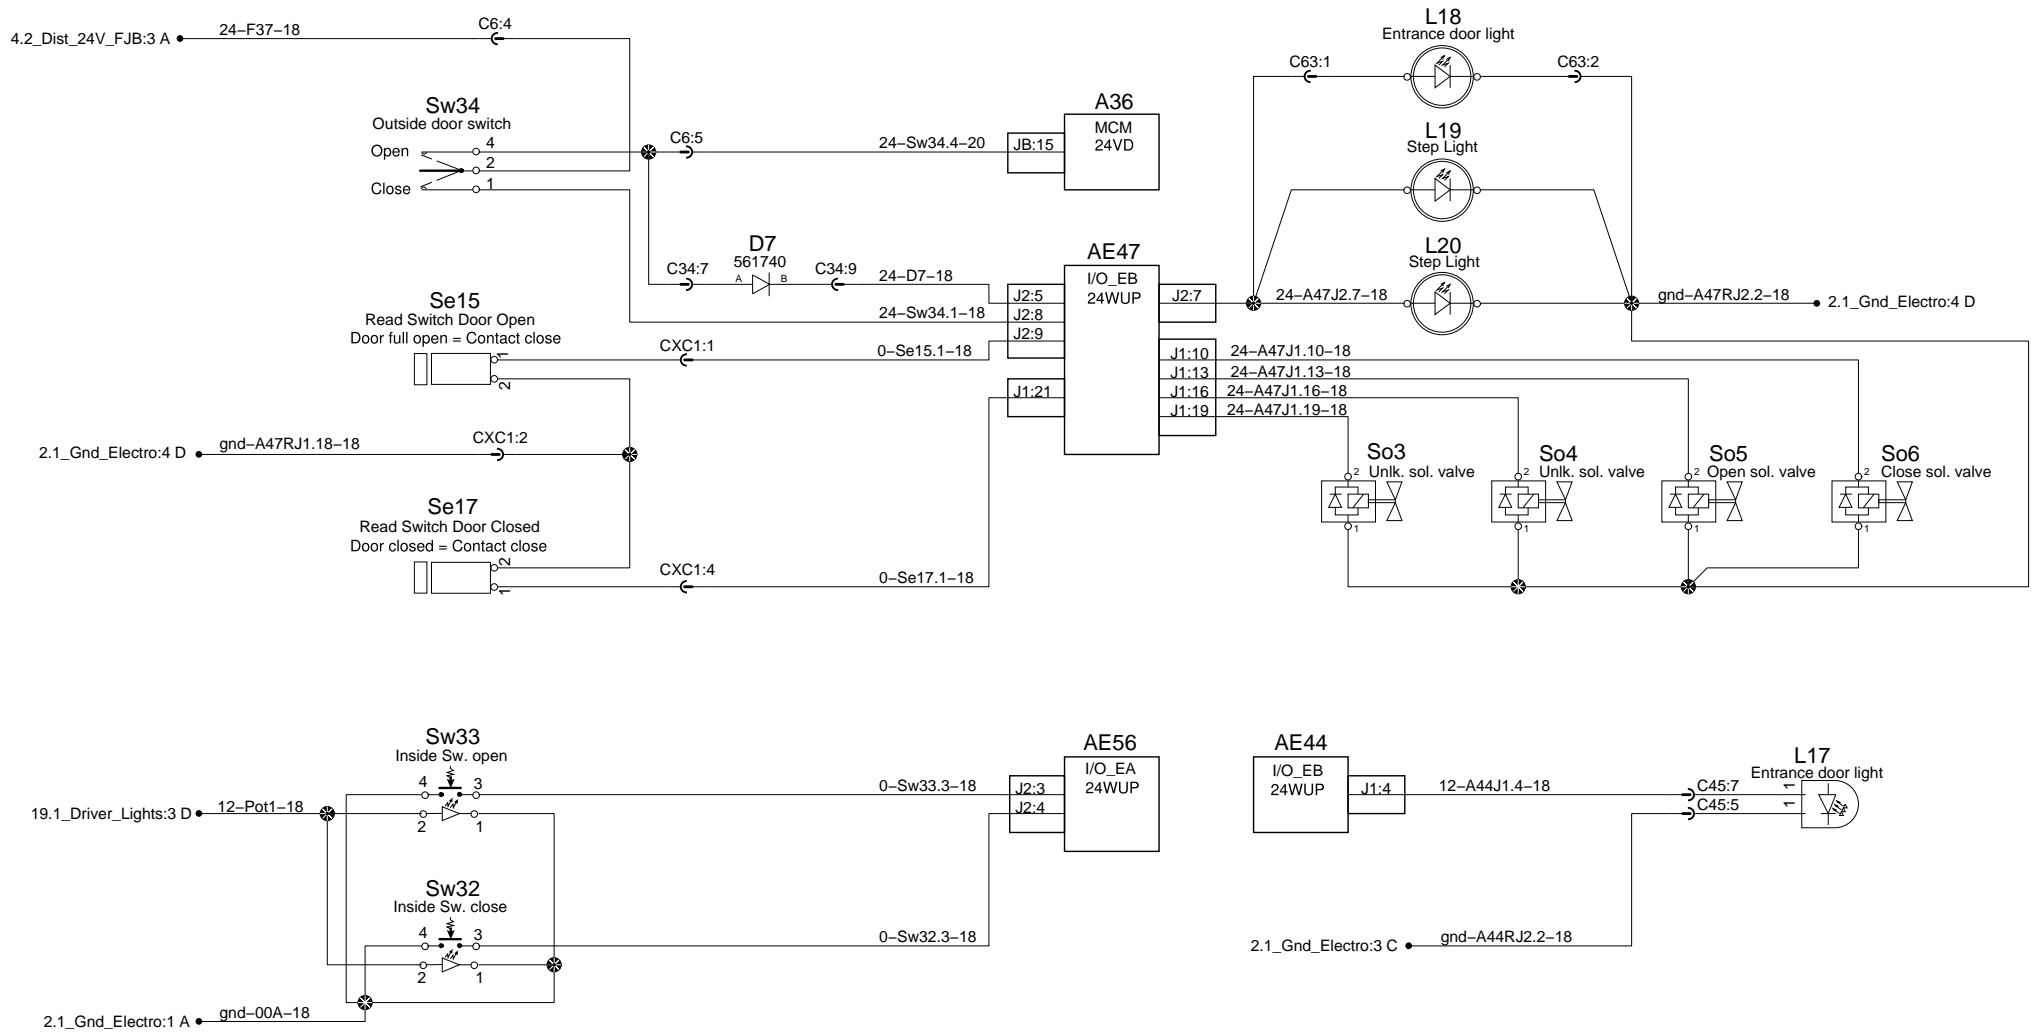 4.2_Dist_24V_FJB:3 A
24-F37-18
C6:4
Sw34
Outside door switch
Open
4
2
Close
1
C6:5
24-Sw34.4-20
A36
MCM
24VD
JB:15
L18
Entrance door light
C63:1
C63:2
L19
Step Light
L20
Step Light
D7
561740
C34:7
A
B
C34:9
24-D7-18
24-Sw34.1-18
AE47
I/O_EB
24WUP
J2:5
J2:8
J2:9
J1:21
J2:7
24-A47J2.7-18
gnd-A47RJ2.2-18
2.1_Gnd_Electro:4 D
Se15
Read Switch Door Open
Door full open = Contact close
1
2
CXC1:1
0-Se15.1-18
J1:10
24-A47J1.10-18
J1:13
24-A47J1.13-18
J1:16
24-A47J1.16-18
J1:19
24-A47J1.19-18
2.1_Gnd_Electro:4 D
gnd-A47RJ1.18-18
CXC1:2
So3
Unlk. sol. valve
2
1
So4
Unlk. sol. valve
2
1
So5
Open sol. valve
2
1
So6
Close sol. valve
2
1
Se17
Read Switch Door Closed
Door closed = Contact close
2
1
CXC1:4
0-Se17.1-18
Sw33
Inside Sw. open
4
3
2
1
0-Sw33.3-18
19.1_Driver_Lights:3 D
12-Pot1-18
AE56
I/O_EA
24WUP
J2:3
J2:4
AE44
I/O_EB
24WUP
J1:4
12-A44J1.4-18
C45:7
C45:5
1
1
L17
Entrance door light
Sw32
Inside Sw. close
4
3
2
1
0-Sw32.3-18
2.1_Gnd_Electro:3 C
gnd-A44RJ2.2-18
2.1_Gnd_Electro:1 A
gnd-00A-18